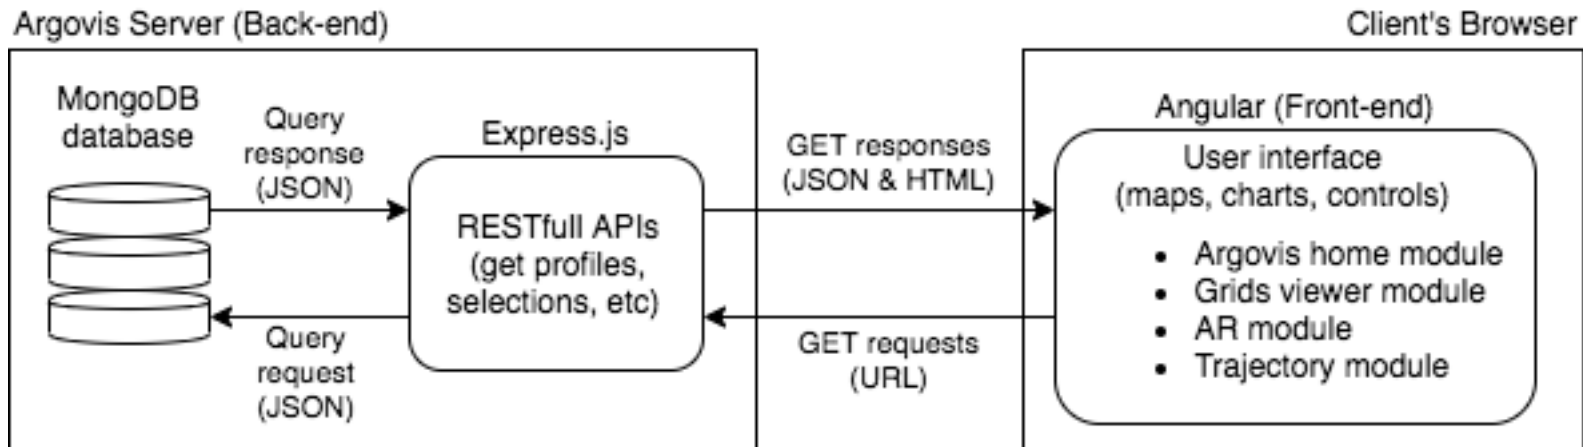 Argovis Server (Back-end)
Client's Browser
MongoDB
database
Query
response
(JSON)
Query
request
(JSON)
Express.js
RESTfull APIs
(get profiles,
selections, etc)
GET responses
(JSON & HTML)
GET requests
(URL)
Angular (Front-end)
User interface
(maps, charts, controls)
• Argovis home module
• Grids viewer module
• AR module
• Trajectory module